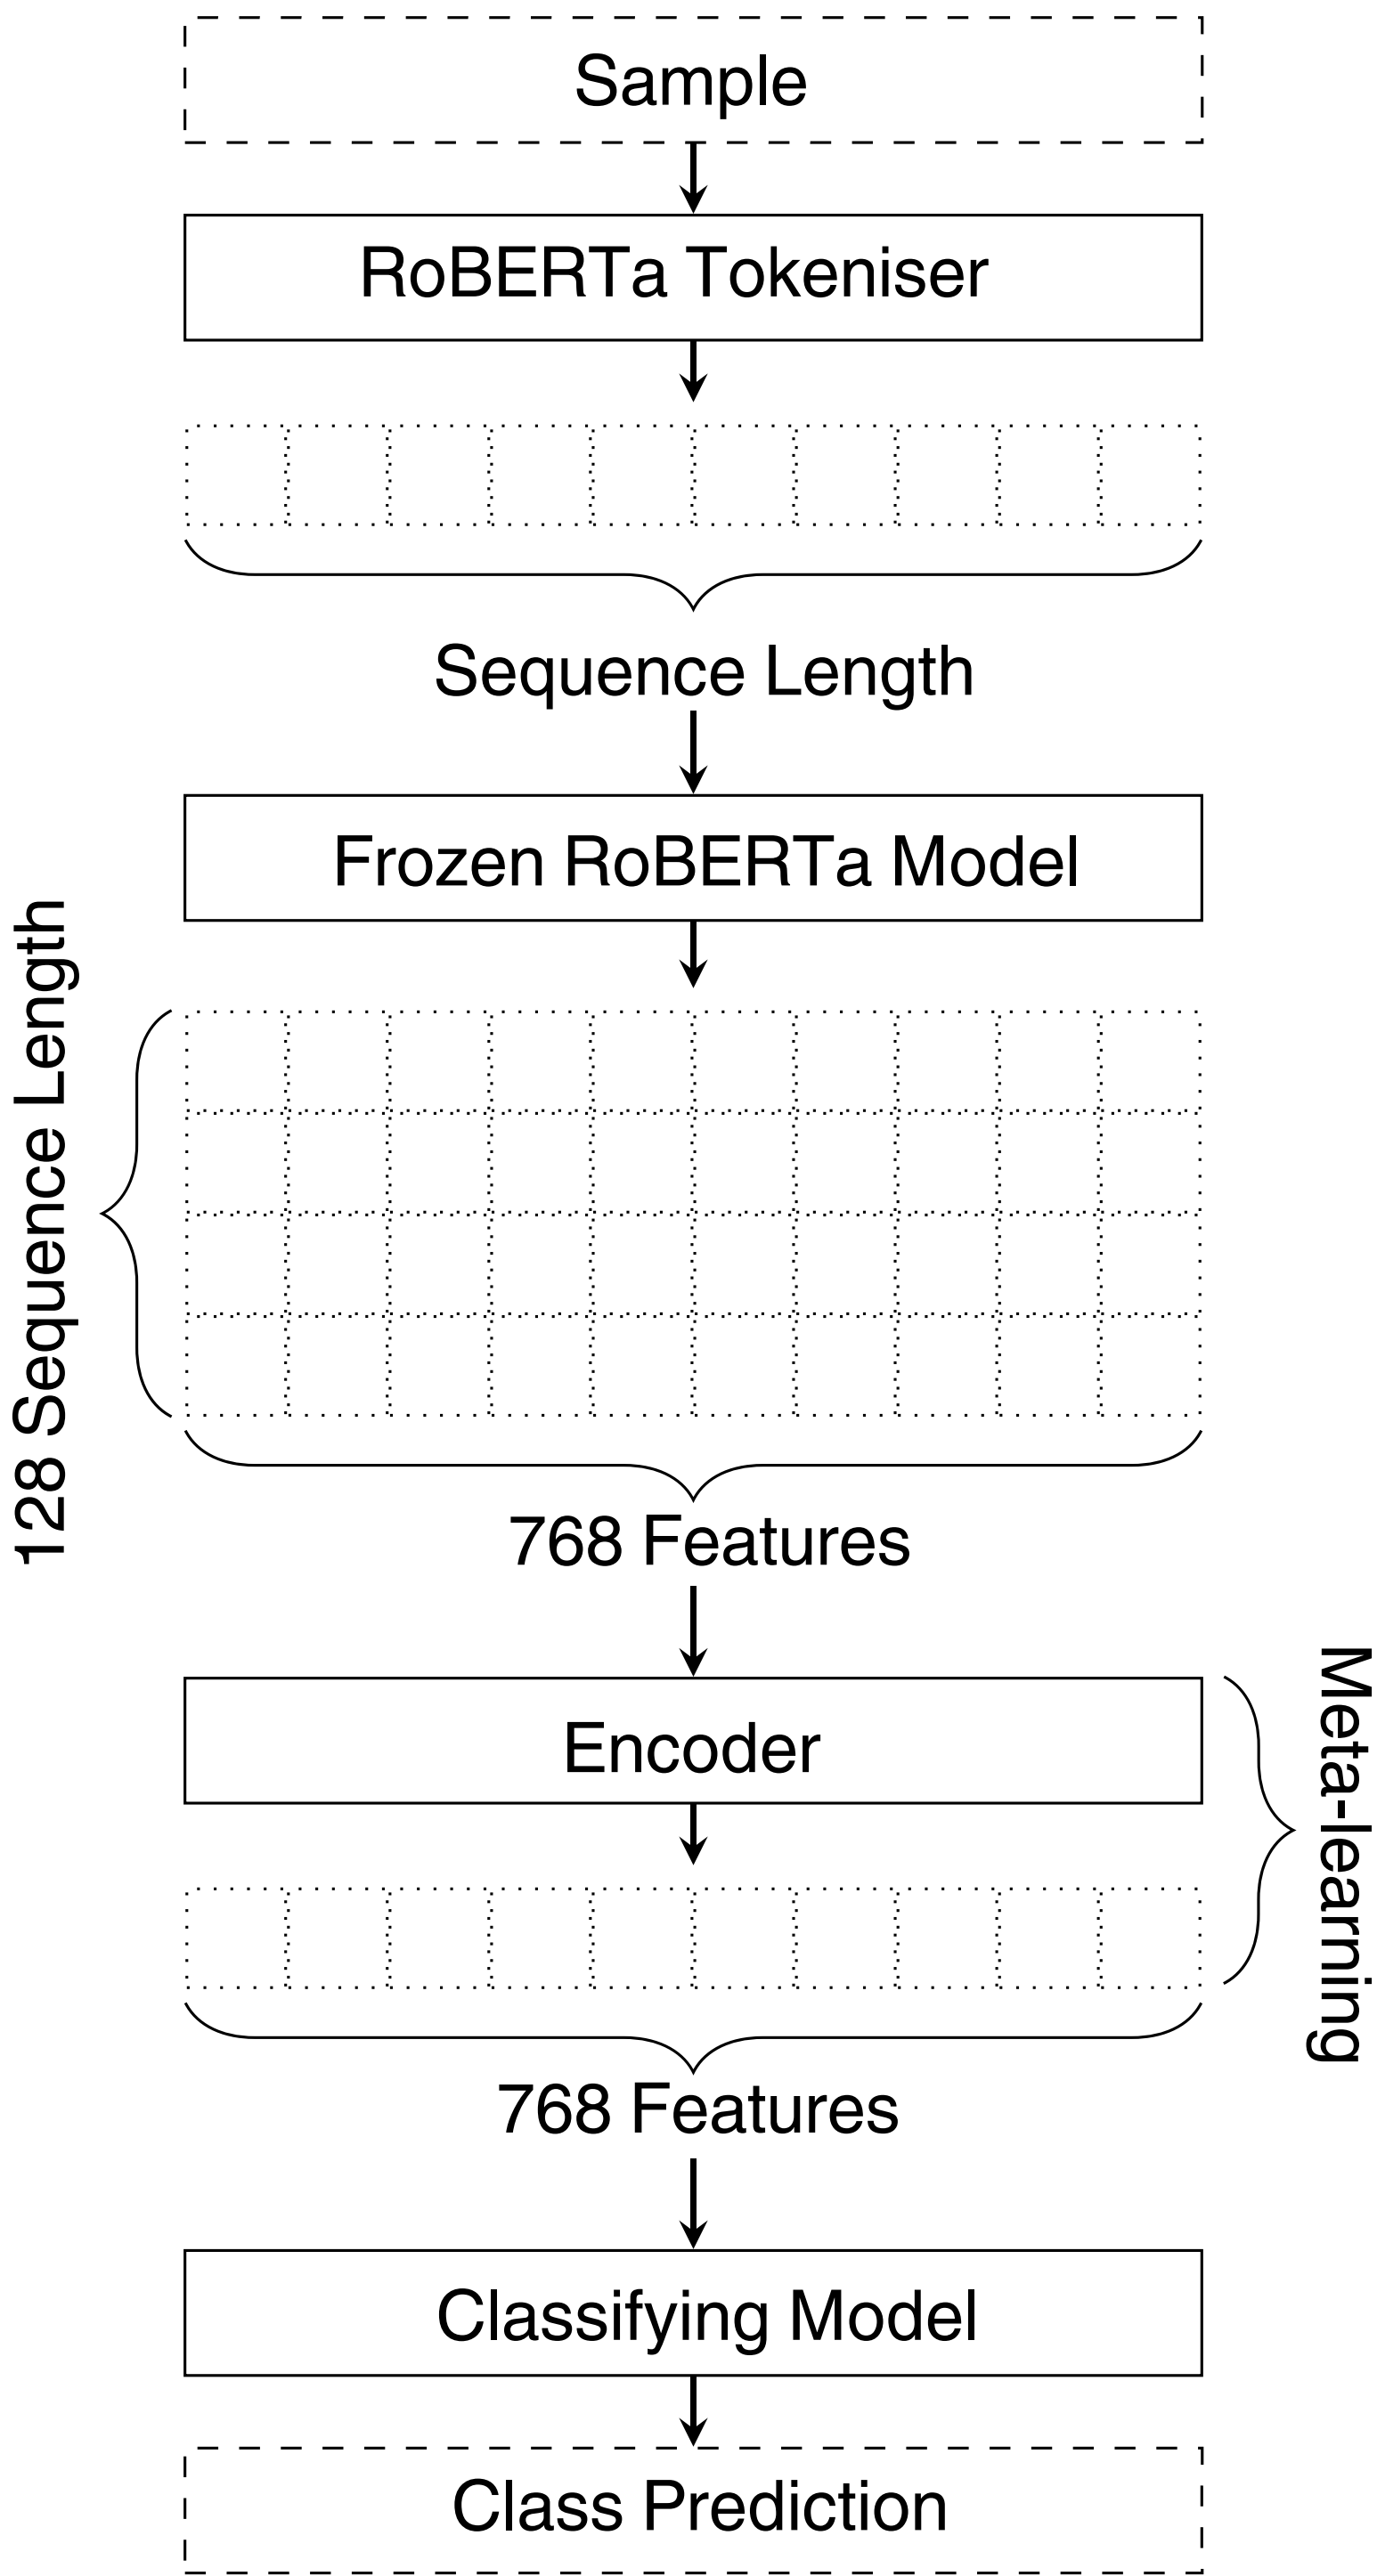 Sample
RoBERTa Tokeniser
Sequence Length
Frozen RoBERTa Model
128 Sequence Length
768 Features
Encoder
Meta-learning
768 Features
Classifying Model
Class Prediction